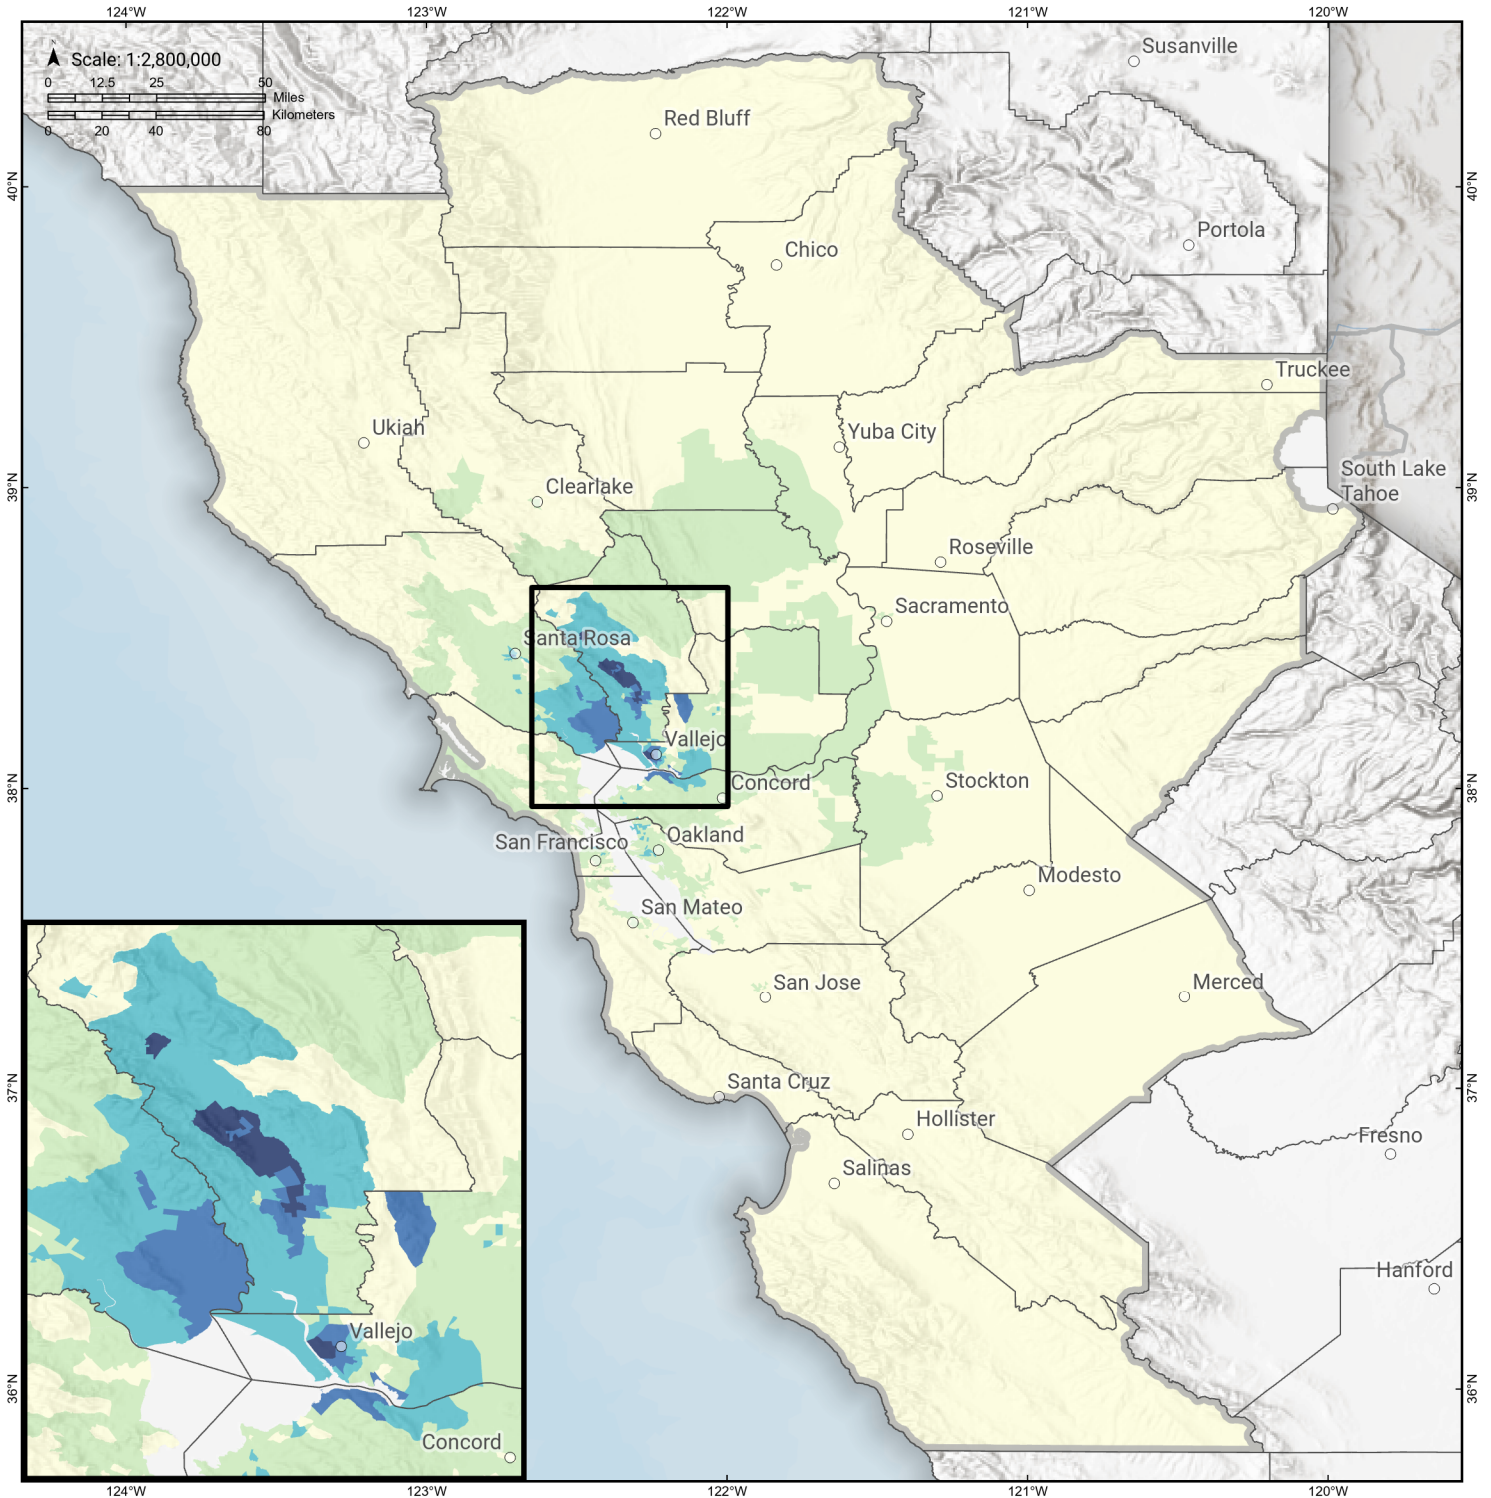 124°W
123°W
122°W
121°W
120°W
N
Scale: 1:2,800,000
0
12.5
25
50
Miles
Kilometers
0
20
40
80
Susanville
Red Bluff
40°N
40°N
Portola
Chico
Truckee
Ukiah
Yuba City
39°N
Clearlake
South Lake
Tahoe
39°N
Roseville
Sacramento
Santa Rosa
Vallejo
38°N
Concord
Stockton
38°N
San Francisco
Oakland
Modesto
San Mateo
San Jose
Merced
37°N
Santa Cruz
37°N
Hollister
Fresno
Salinas
Hanford
Vallejo
36°N
36°N
Concord
124°W
123°W
122°W
121°W
120°W